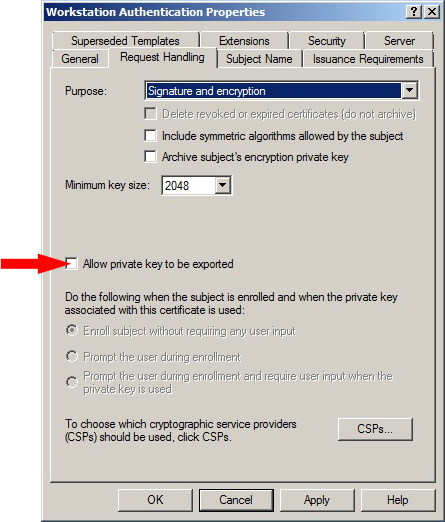 Workstation Authentication Properties
Superseded Templates Extensions Security Server
General Request Handling Subject Name Issuance Requirements
Purpose: Signature and encryption
Delete revoked or expired certificates (do not archive)
Include symmetric algorithms allowed by the subject
Archive subject's encryption private key
Minimum key size: 2048
Allow private key to be exported
Do the following when the subject is enrolled and when the private key
associated with this certificate is used:
Enroll subject without requiring any user input
Prompt the user during enrollment
Prompt the user during enrollment and require user input when the
private key is used
To choose which cryptographic service providers
(CSPs) should be used, click CSPs.
CSPs...
OK Cancel Apply Help